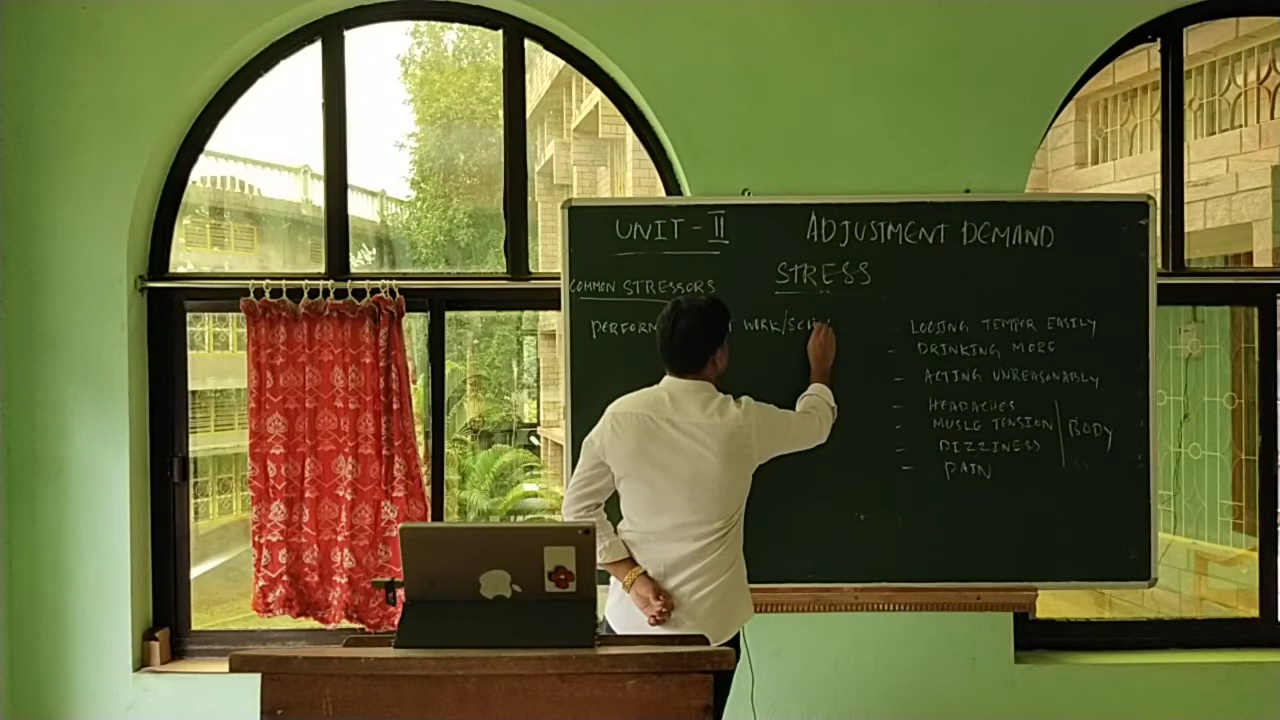 UNIT - II
ADJUSTMENT DEMAND
STRESS
COMMON STRESSORS
WORK/
- LOOSING TEMPER EASILY
- DRINKING MORE
- ACTING UNREASONABLY
- HEADACHES
- MUSLE TENSION
- DIZZINESS
- PAIN
BODY